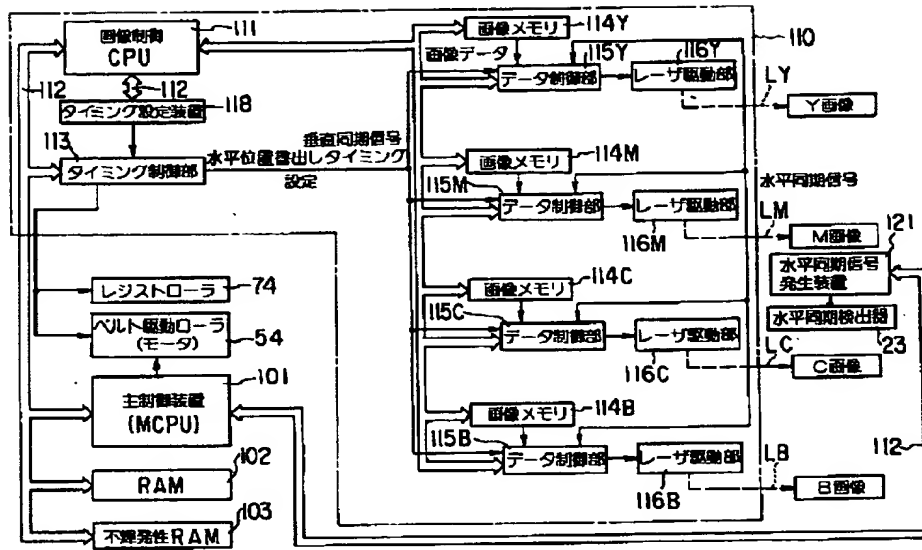 画像制御
CPU
111
112
112
タイミング設定装置
118
113
タイミング制御部
垂直同期信号
水平位置書出しタイミング
設定
レジストローラ
74
ベルト駆動ローラ
(モータ)
54
主制御装置
(MCPU)
101
RAM
102
不揮発性RAM
103
画像メモリ
114Y
画像データ
115Y
データ制御部
116Y
レーザ駆動部
110
LY
Y画像
画像メモリ
114M
115M
データ制御部
レーザ駆動部
116M
水平同期信号
LM
M画像
121
水平同期信号
発生装置
水平同期検出器
23
画像メモリ
114C
115C
データ制御部
レーザ駆動部
116C
LC
C画像
画像メモリ
114B
115B
データ制御部
レーザ駆動部
116B
LB
B画像
112